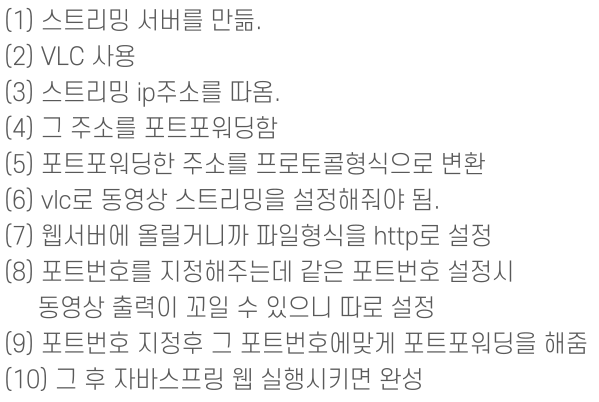 (1) 스트리밍 서버를 만듦.
(2) VLC 사용
(3) 스트리밍 ip주소를 따옴.
(4) 그 주소를 포트포워딩함
(5) 포트포워딩한 주소를 프로토콜형식으로 변환
(6) vlc로 동영상 스트리밍을 설정해줘야 됨.
(7) 웹서버에 올릴거니까 파일형식을 http로 설정
(8) 포트번호를 지정해주는데 같은 포트번호 설정시
동영상 출력이 꼬일 수 있으니 따로 설정
(9) 포트번호 지정후 그 포트번호에맞게 포트포워딩을 해줌
(10) 그 후 자바스프링 웹 실행시키면 완성